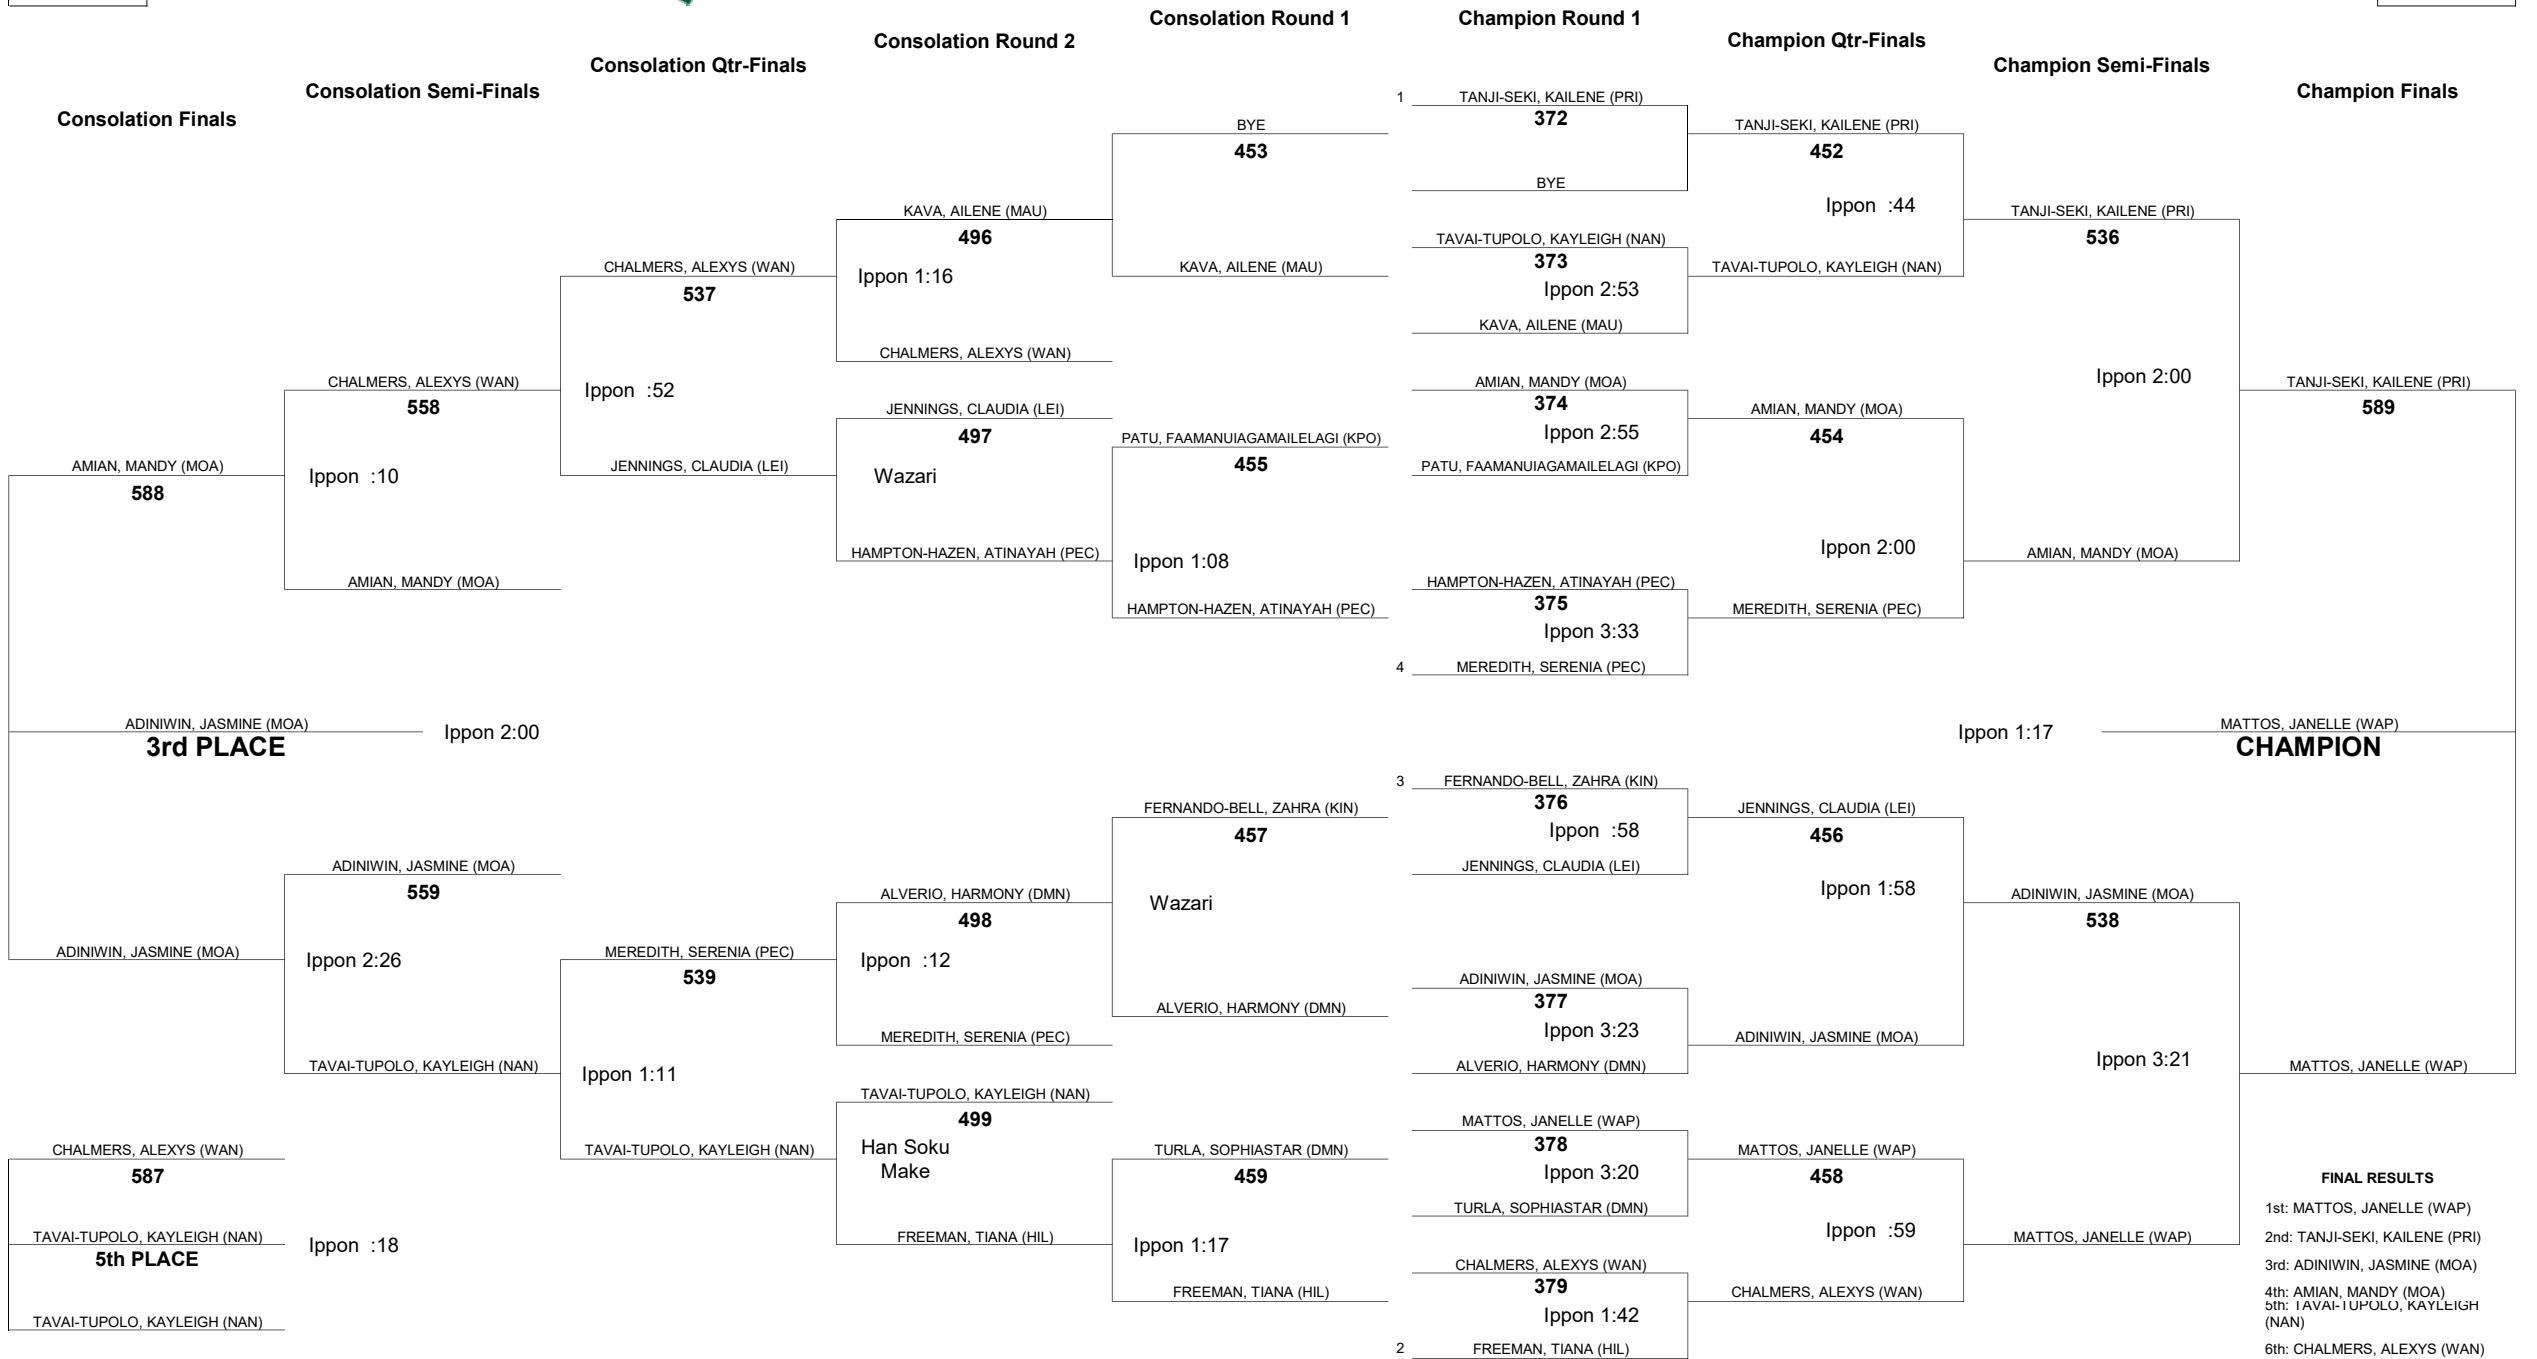 Consolation Round 1
Champion Round 1
Consolation Round 2
Champion Qtr-Finals
Consolation Qtr-Finals
Champion Semi-Finals
Consolation Semi-Finals
Champion Finals
Consolation Finals
1 TANJI-SEKI, KAILENE (PRI)
372
BYE
TANJI-SEKI, KAILENE (PRI)
453
452
BYE
Ippon :44
KAVA, AILENE (MAU)
TANJI-SEKI, KAILENE (PRI)
496
536
TAVAI-TUPOLO, KAYLEIGH (NAN)
373
CHALMERS, ALEXYS (WAN)
Ippon 1:16
KAVA, AILENE (MAU)
TAVAI-TUPOLO, KAYLEIGH (NAN)
537
Ippon 2:53
KAVA, AILENE (MAU)
CHALMERS, ALEXYS (WAN)
CHALMERS, ALEXYS (WAN)
Ippon :52
AMIAN, MANDY (MOA)
Ippon 2:00
TANJI-SEKI, KAILENE (PRI)
558
374
589
JENNINGS, CLAUDIA (LEI)
AMIAN, MANDY (MOA)
497
Ippon 2:55
454
PATU, FAAMANUIAGAMAILELAGI (KPO)
455
AMIAN, MANDY (MOA)
Ippon :10
JENNINGS, CLAUDIA (LEI)
Wazari
PATU, FAAMANUIAGAMAILELAGI (KPO)
588
HAMPTON-HAZEN, ATINAYAH (PEC)
Ippon 1:08
Ippon 2:00
AMIAN, MANDY (MOA)
AMIAN, MANDY (MOA)
HAMPTON-HAZEN, ATINAYAH (PEC)
HAMPTON-HAZEN, ATINAYAH (PEC)
375
MEREDITH, SERENIA (PEC)
Ippon 3:33
4 MEREDITH, SERENIA (PEC)
ADINIWIN, JASMINE (MOA)
Ippon 2:00
Ippon 1:17
MATTOS, JANELLE (WAP)
3rd PLACE
CHAMPION
3 FERNANDO-BELL, ZAHRA (KIN)
376
FERNANDO-BELL, ZAHRA (KIN)
JENNINGS, CLAUDIA (LEI)
457
Ippon :58
456
ADINIWIN, JASMINE (MOA)
JENNINGS, CLAUDIA (LEI)
559
ALVERIO, HARMONY (DMN)
Wazari
Ippon 1:58
ADINIWIN, JASMINE (MOA)
498
538
ADINIWIN, JASMINE (MOA)
Ippon 2:26
MEREDITH, SERENIA (PEC)
Ippon :12
539
ADINIWIN, JASMINE (MOA)
377
ALVERIO, HARMONY (DMN)
Ippon 3:23
MEREDITH, SERENIA (PEC)
ADINIWIN, JASMINE (MOA)
TAVAI-TUPOLO, KAYLEIGH (NAN)
Ippon 1:11
ALVERIO, HARMONY (DMN)
Ippon 3:21
MATTOS, JANELLE (WAP)
TAVAI-TUPOLO, KAYLEIGH (NAN)
499
MATTOS, JANELLE (WAP)
378
CHALMERS, ALEXYS (WAN)
TAVAI-TUPOLO, KAYLEIGH (NAN)
Han Soku
Make
TURLA, SOPHIASTAR (DMN)
MATTOS, JANELLE (WAP)
587
459
Ippon 3:20
458
TURLA, SOPHIASTAR (DMN)
TAVAI-TUPOLO, KAYLEIGH (NAN)
Ippon :18
FREEMAN, TIANA (HIL)
Ippon 1:17
Ippon :59
MATTOS, JANELLE (WAP)
5th PLACE
CHALMERS, ALEXYS (WAN)
379
FREEMAN, TIANA (HIL)
CHALMERS, ALEXYS (WAN)
Ippon 1:42
TAVAI-TUPOLO, KAYLEIGH (NAN)
2 FREEMAN, TIANA (HIL)
FINAL RESULTS
1st: MATTOS, JANELLE (WAP)
2nd: TANJI-SEKI, KAILENE (PRI)
3rd: ADINIWIN, JASMINE (MOA)
4th: AMIAN, MANDY (MOA)
5th: TAVAI-TUPOLO, KAYLEIGH
(NAN)
6th: CHALMERS, ALEXYS (WAN)